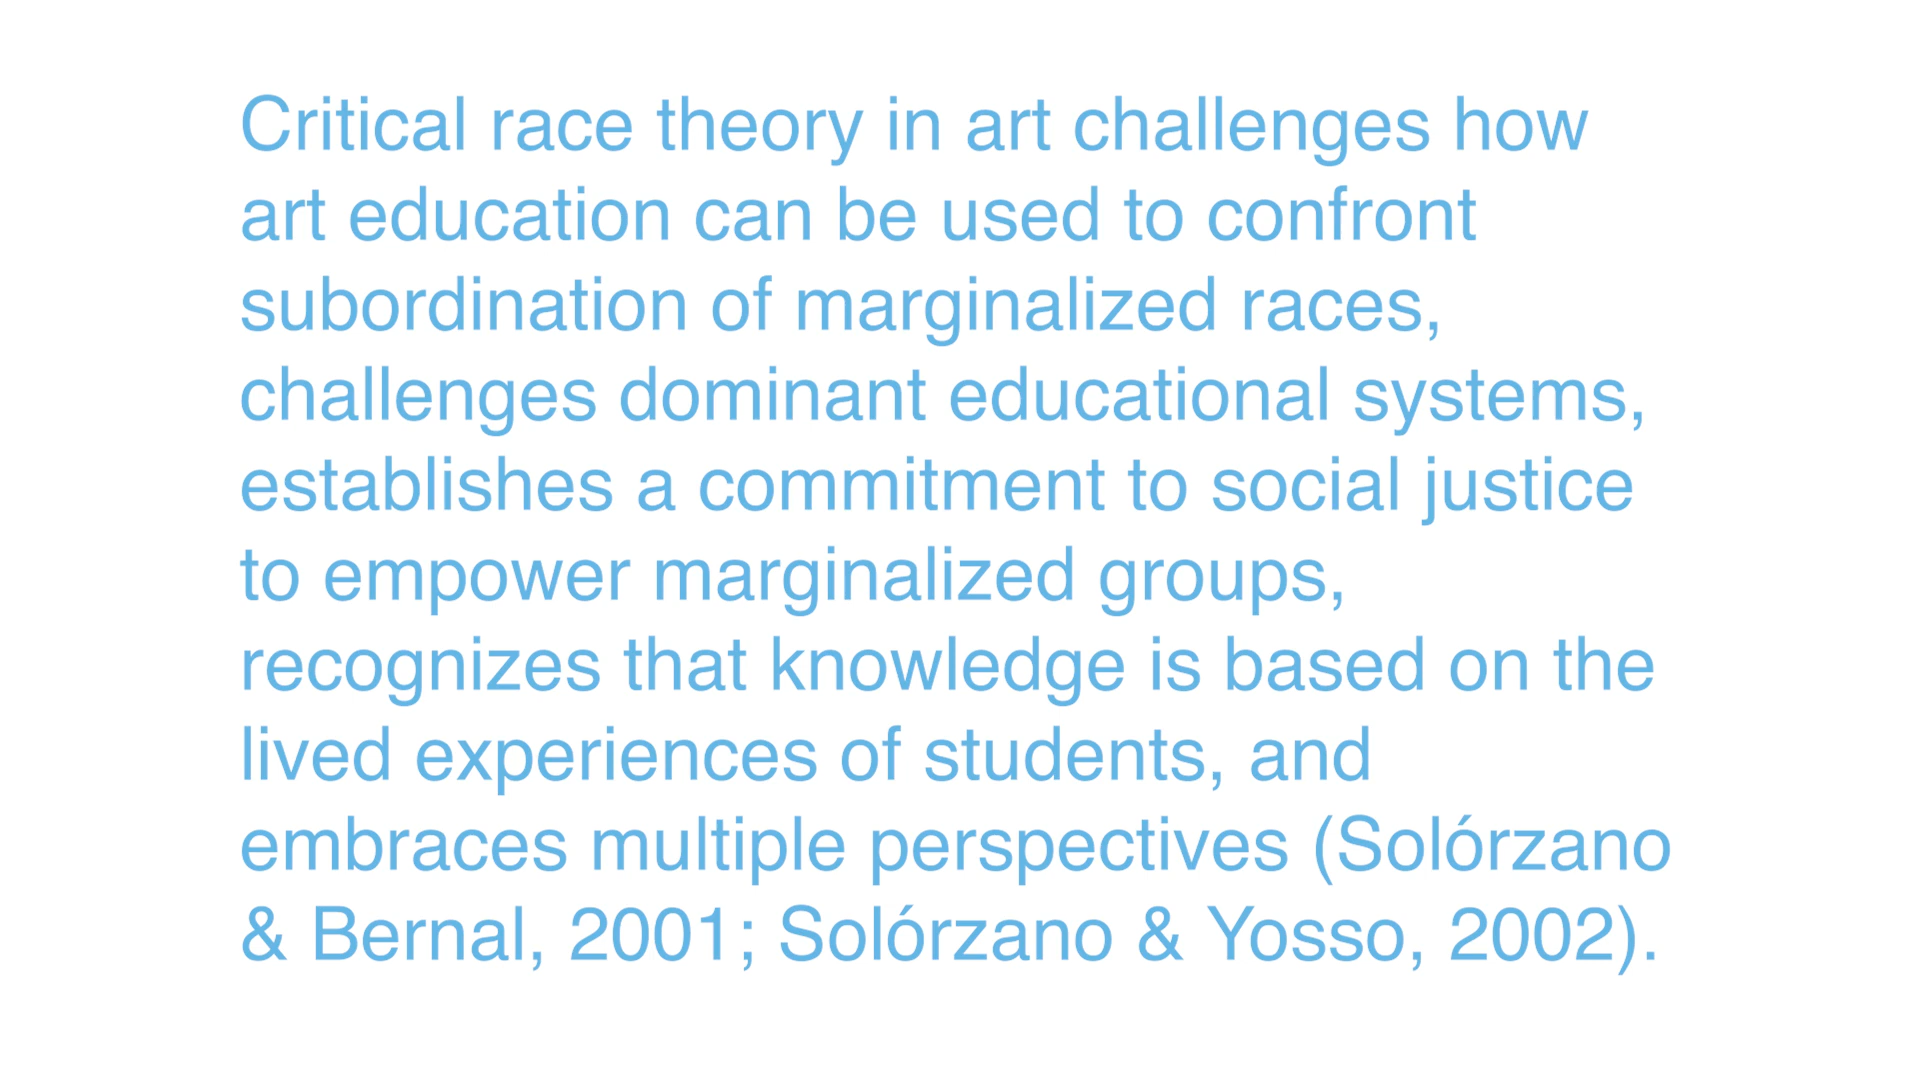 Critical race theory in art challenges how
art education can be used to confront
subordination of marginalized races,
challenges dominant educational systems,
establishes a commitment to social justice
to empower marginalized groups,
recognizes that knowledge is based on the
lived experiences of students, and
embraces multiple perspectives (Solórzano
& Bernal, 2001; Solórzano & Yosso, 2002).